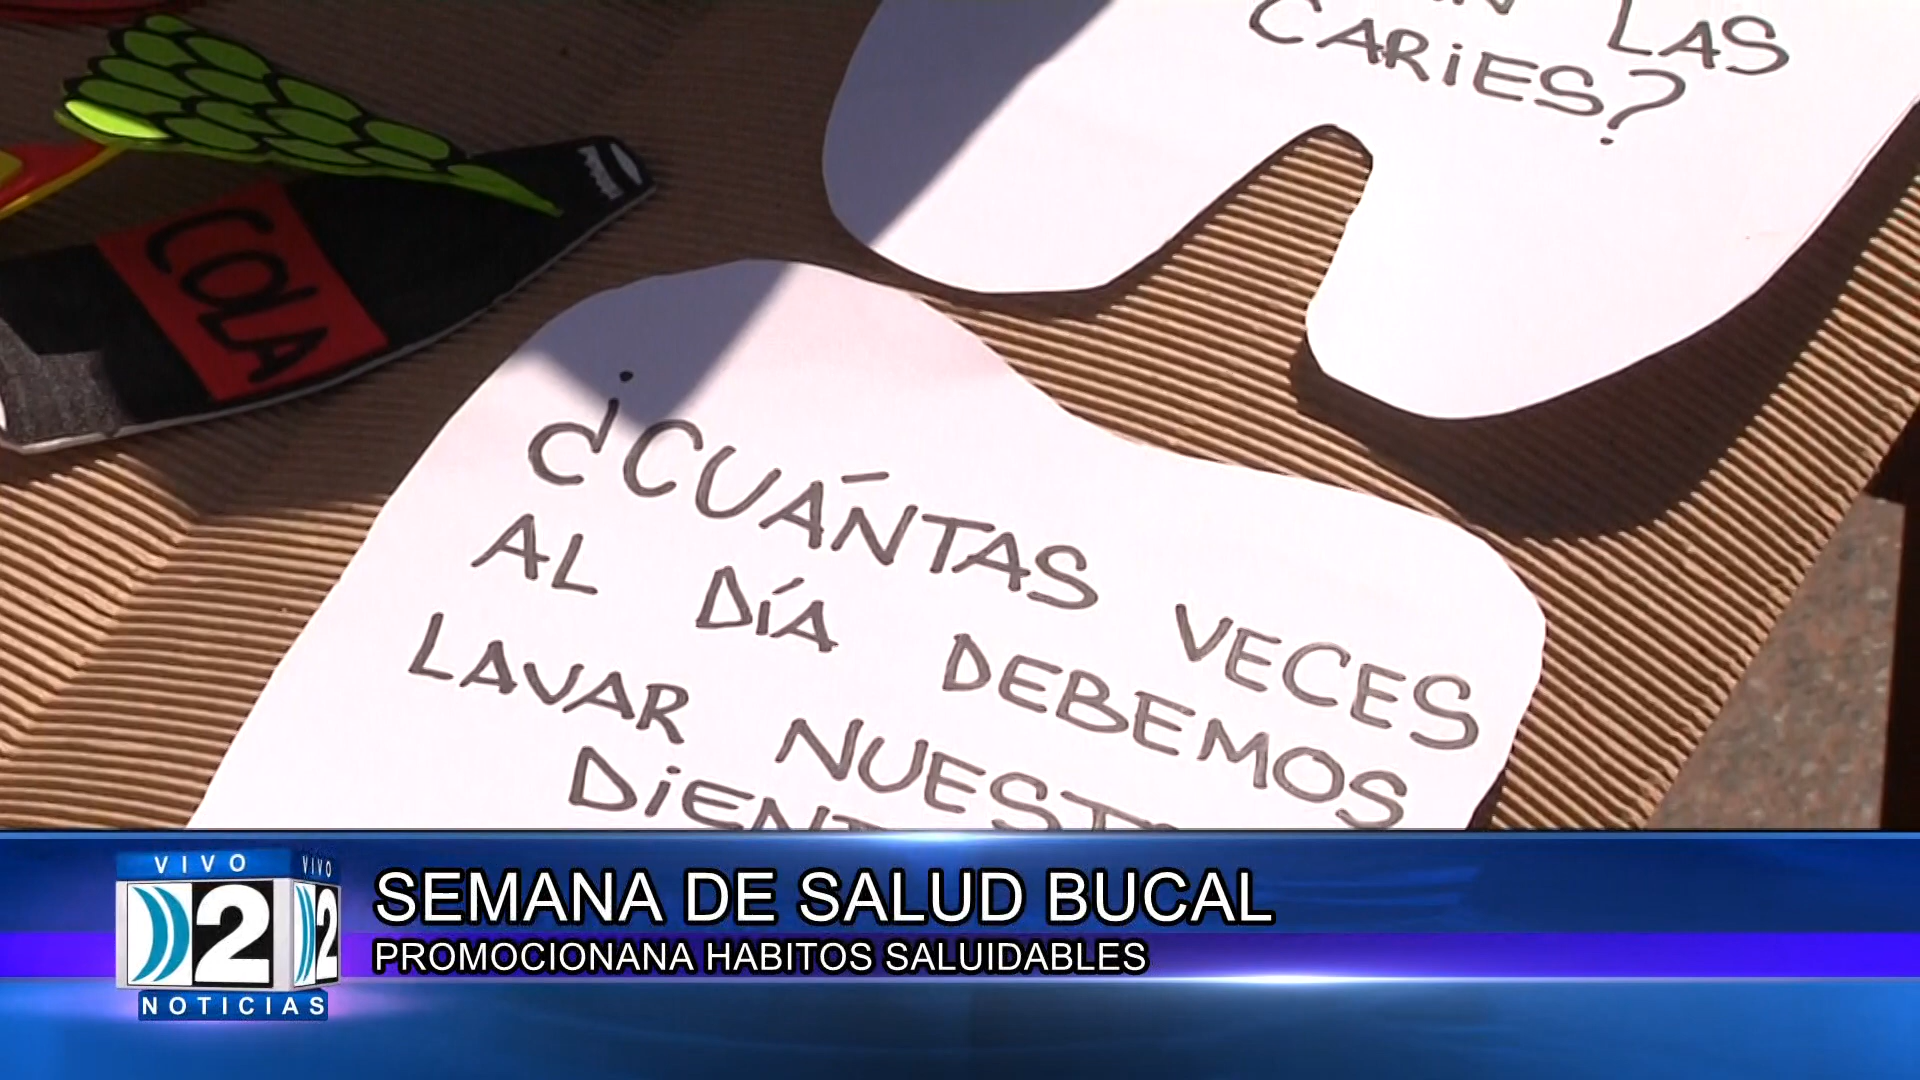 LAS
CARiES?
COLA
¿CUÁNTAS VECES
AL DÍA DEBEMOS
LAVAR
DiENT
VIVO
VIVO
2
2
NOTICIAS
SEMANA DE SALUD BUCAL
PROMOCIONANA HABITOS SALUIDABLES